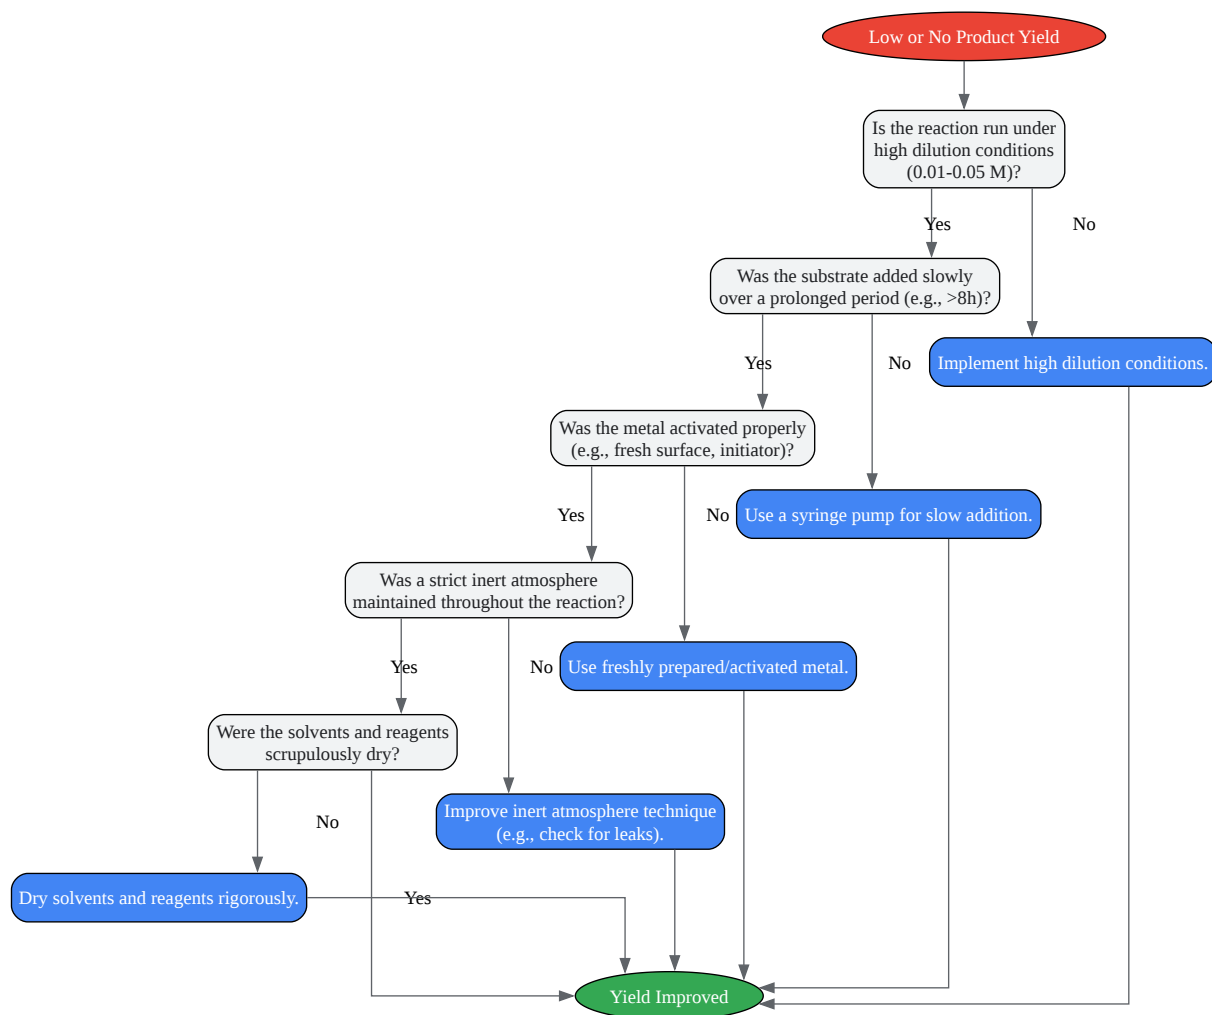 Low or No Product Yield
Is the reaction run under
high dilution conditions
(0.01-0.05 M)?
Yes
No
Was the substrate added slowly
over a prolonged period (e.g., >8h)?
Yes
No
Implement high dilution conditions.
Was the metal activated properly
(e.g., fresh surface, initiator)?
Yes
No
Use a syringe pump for slow addition.
Was a strict inert atmosphere
maintained throughout the reaction?
Yes
No
Use freshly prepared/activated metal.
Were the solvents and reagents
scrupulously dry?
No
Improve inert atmosphere technique
(e.g., check for leaks).
Dry solvents and reagents rigorously.
Yes
Yield Improved